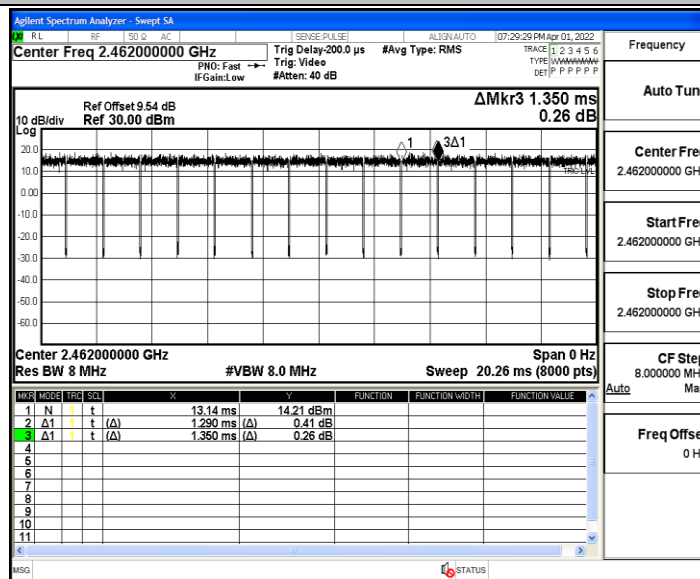 Agilent Spectrum Analyzer - Swept SA
RL RF 50 Ω AC SENSE:PULSE ALIGNAUTO 07:29:29 PM Apr 01, 2022
Center Freq 2.462000000 GHz
PNO: Fast
IFGain:Low
Trig Delay-200.0 µs
Trig: Video
#Atten: 40 dB
#Avg Type: RMS
TRACE 1 2 3 4 5 6
TYPE
DET P P P P P P
Ref Offset 9.54 dB
10 dB/div Ref 30.00 dBm
Log
ΔMkr3 1.350 ms
0.26 dB
1
3Δ1
20.0
10.0
TRIG LVL
0.00
-10.0
-20.0
-30.0
-40.0
-50.0
-60.0
Center 2.462000000 GHz Span 0 Hz
Res BW 8 MHz #VBW 8.0 MHz Sweep 20.26 ms (8000 pts)
MKR MODE TRC SCL X Y FUNCTION FUNCTION WIDTH FUNCTION VALUE
1 N 1 t 13.14 ms 14.21 dBm
2 Δ1 1 t (Δ) 1.290 ms (Δ) 0.41 dB
3 Δ1 1 t (Δ) 1.350 ms (Δ) 0.26 dB
4
5
6
7
8
9
10
11
MSG STATUS
Frequency
Auto Tun
Center Fre
2.462000000 GH
Start Fre
2.462000000 GH
Stop Fre
2.462000000 GH
CF Ste
8.000000 MH
Auto Ma
Freq Offse
0 H